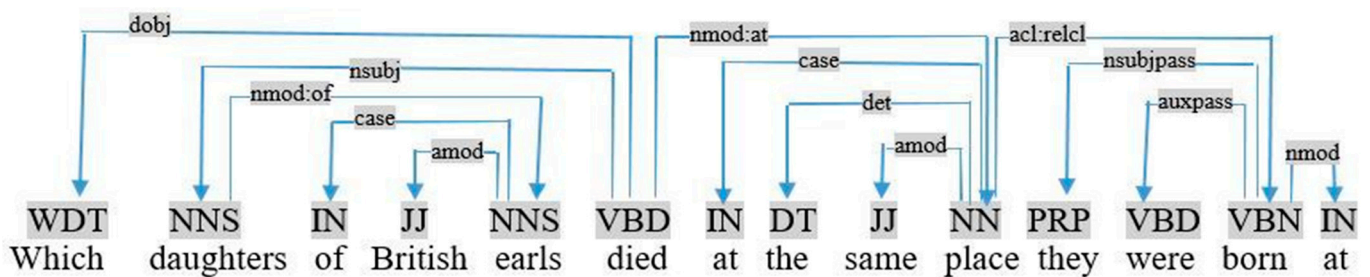 dobj nmod:at acl:relcl
nsubj case nsubjpass
nmod:of det auxpass
case amod amod nmod
WDT NNS IN JJ NNS VBD IN DT JJ NN PRP VBD VBN IN
Which daughters of British earls died at the same place they were born at